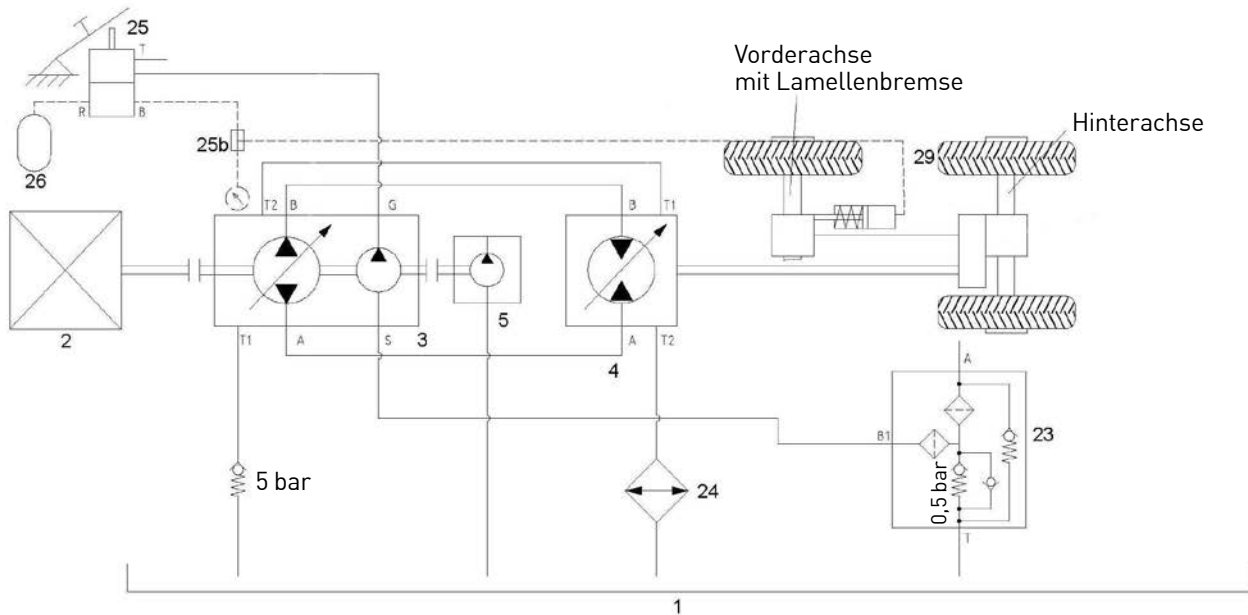 25
T
R
B
26
25b
Vorderachse
mit Lamellenbremse
Hinterachse
29
T2
B
G
B
T1
2
T1
A
S
3
5
4
A
T2
5 bar
24
A
B1
23
0,5 bar
T
1